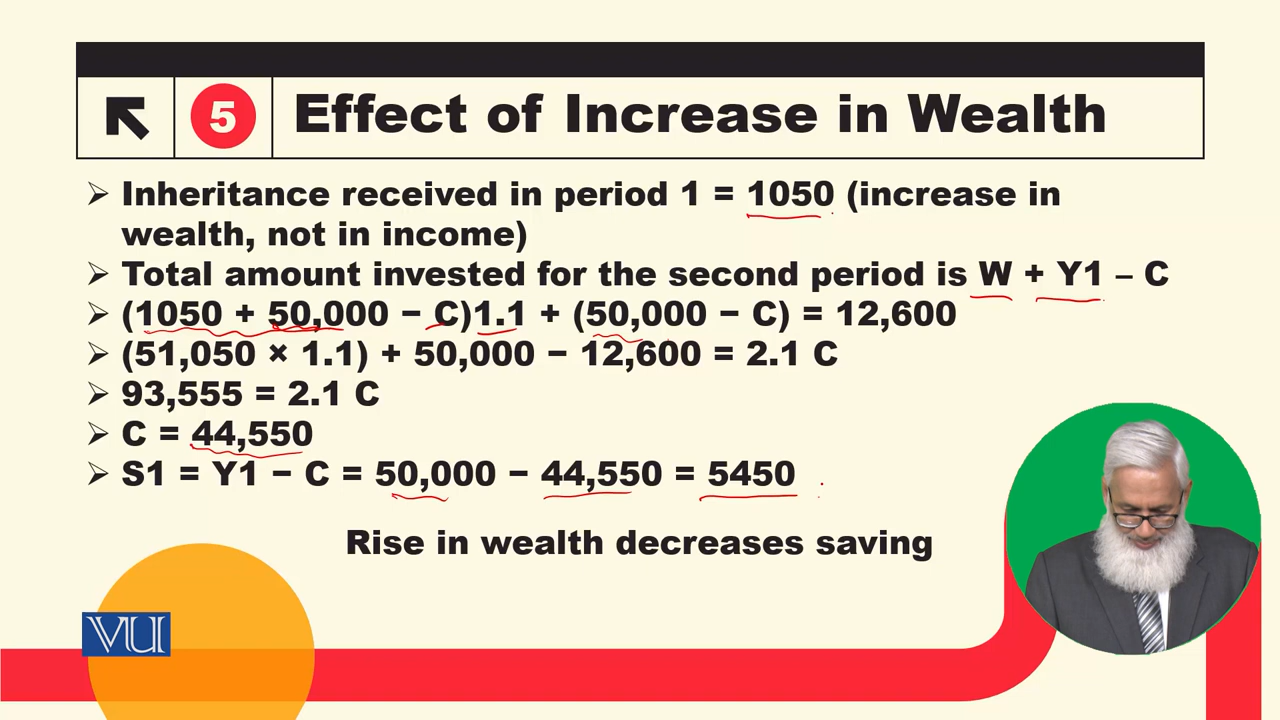 5 Effect of Increase in Wealth
➢ Inheritance received in period 1 = 1050 (increase in
wealth, not in income)
➢ Total amount invested for the second period is W + Y1 – C
➢ (1050 + 50,000 − C)1.1 + (50,000 − C) = 12,600
➢ (51,050 × 1.1) + 50,000 − 12,600 = 2.1 C
➢ 93,555 = 2.1 C
➢ C = 44,550
➢ S1 = Y1 − C = 50,000 − 44,550 = 5450
Rise in wealth decreases saving
VU